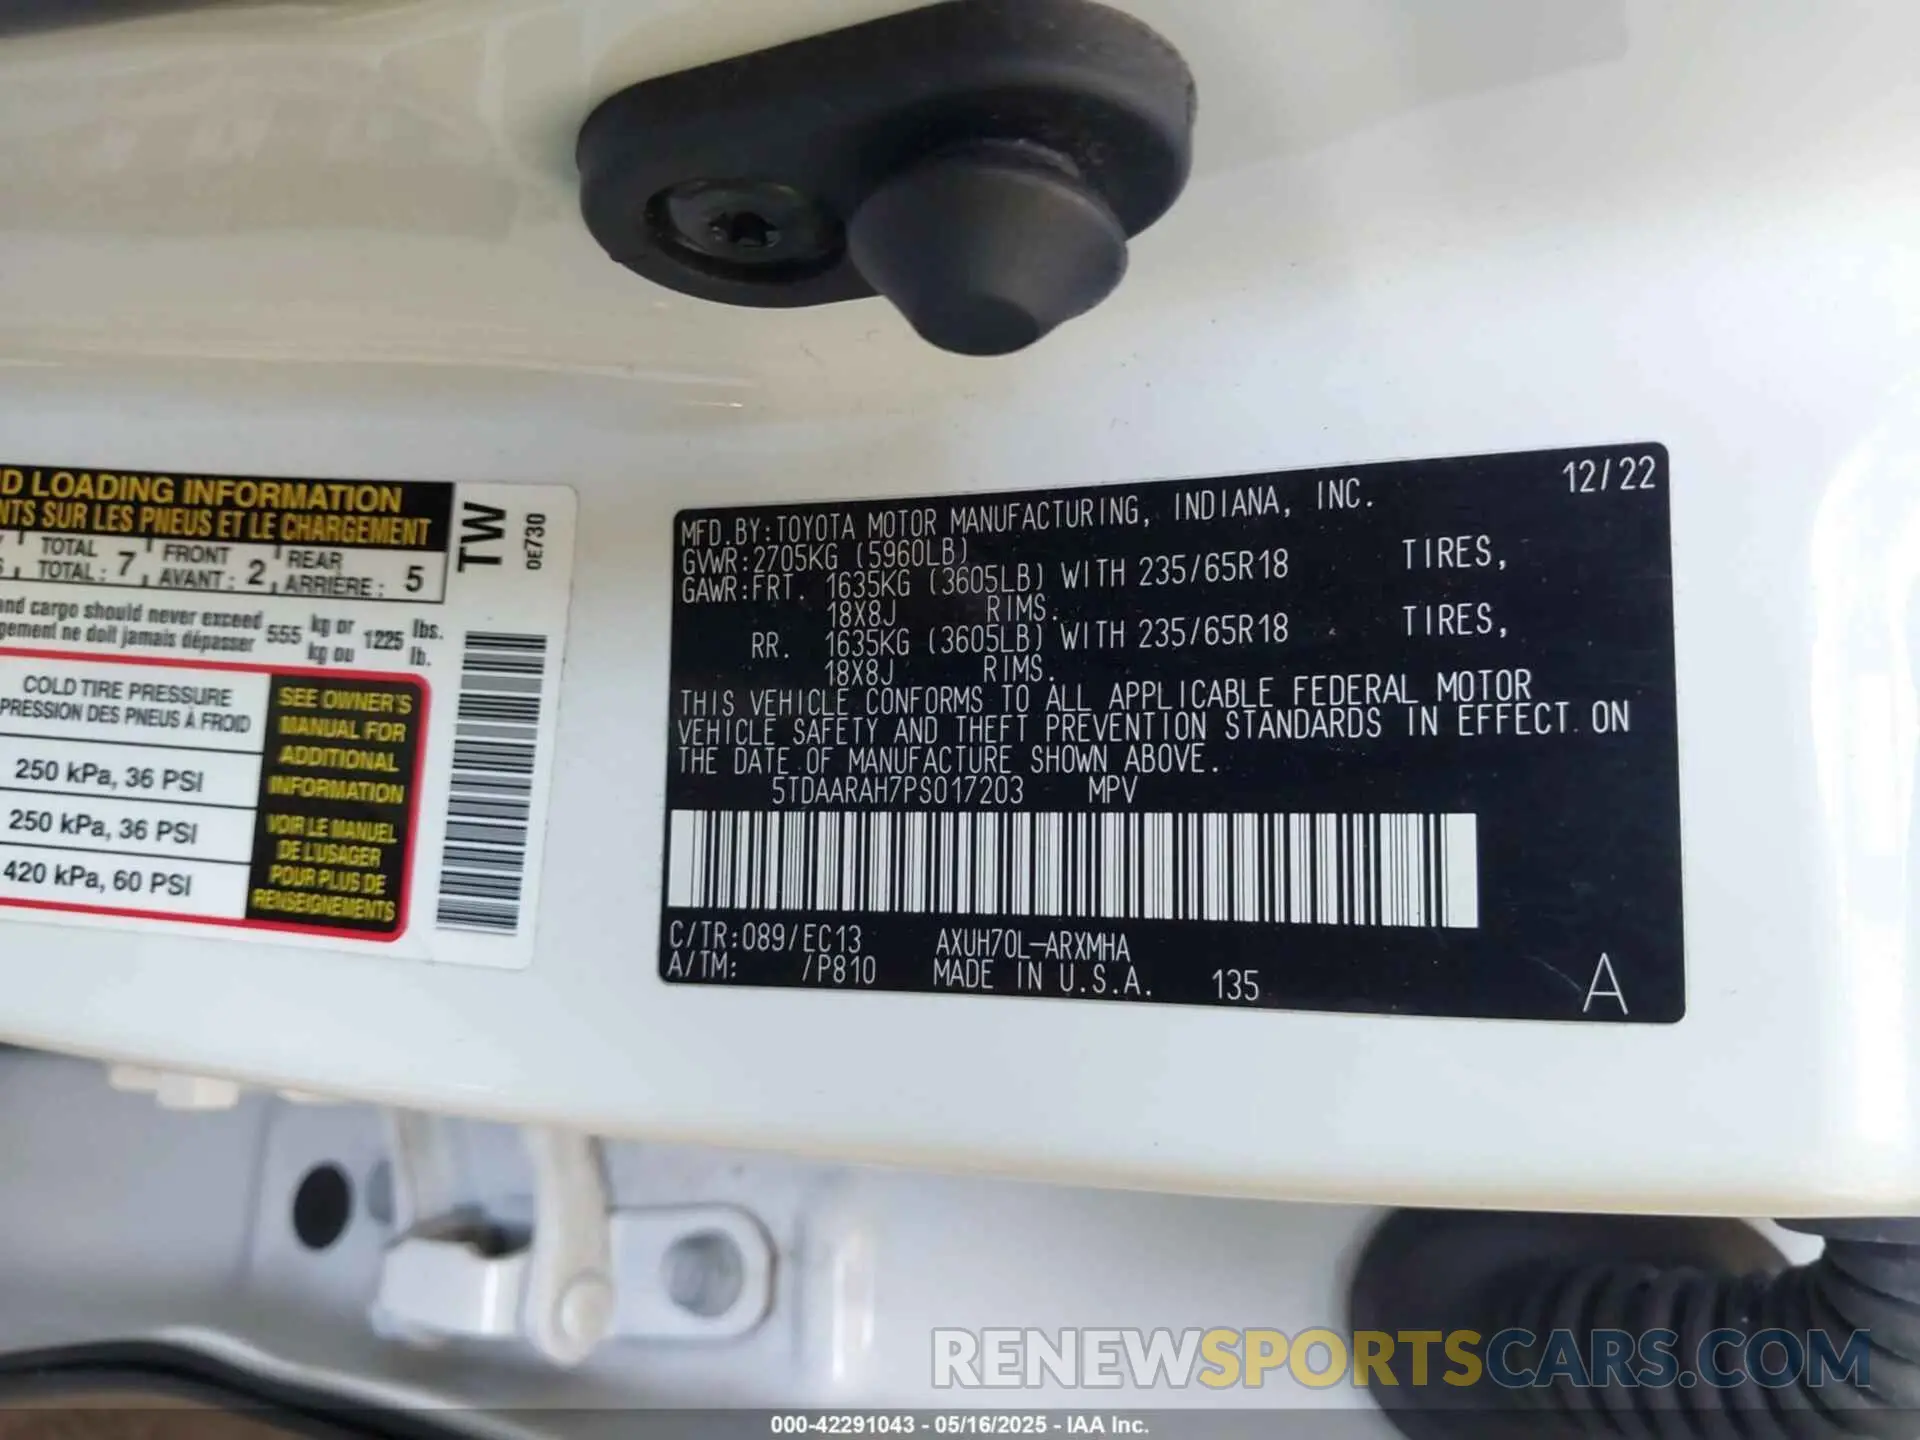 D LOADING INFORMATION
NTS SUR LES PNEUS ET LE CHARGEMENT
TOTAL
TOTAL : 7
FRONT
AVANT : 2
REAR
ARRIÈRE : 5
and cargo should never exceed 555 kg or 1225 lbs.
gement ne doit jamais dépasser kg ou lb.
COLD TIRE PRESSURE
PRESSION DES PNEUS À FROID
250 kPa, 36 PSI
250 kPa, 36 PSI
420 kPa, 60 PSI
SEE OWNER'S
MANUAL FOR
ADDITIONAL
INFORMATION
VOIR LE MANUEL
DE L'USAGER
POUR PLUS DE
RENSEIGNEMENTS
TW
0E730
12/22
MFD.BY:TOYOTA MOTOR MANUFACTURING, INDIANA, INC.
GVWR:2705KG (5960LB)
GAWR:FRT. 1635KG (3605LB) WITH 235/65R18 TIRES,
18X8J RIMS.
RR. 1635KG (3605LB) WITH 235/65R18 TIRES,
18X8J RIMS.
THIS VEHICLE CONFORMS TO ALL APPLICABLE FEDERAL MOTOR
VEHICLE SAFETY AND THEFT PREVENTION STANDARDS IN EFFECT ON
THE DATE OF MANUFACTURE SHOWN ABOVE.
5TDAARAH7PS017203 MPV
C/TR:089/EC13 AXUH70L-ARXMHA
A/TM: /P810 MADE IN U.S.A. 135
A
RENEWSPORTSCARS.COM
000-42291043 - 05/16/2025 - IAA Inc.